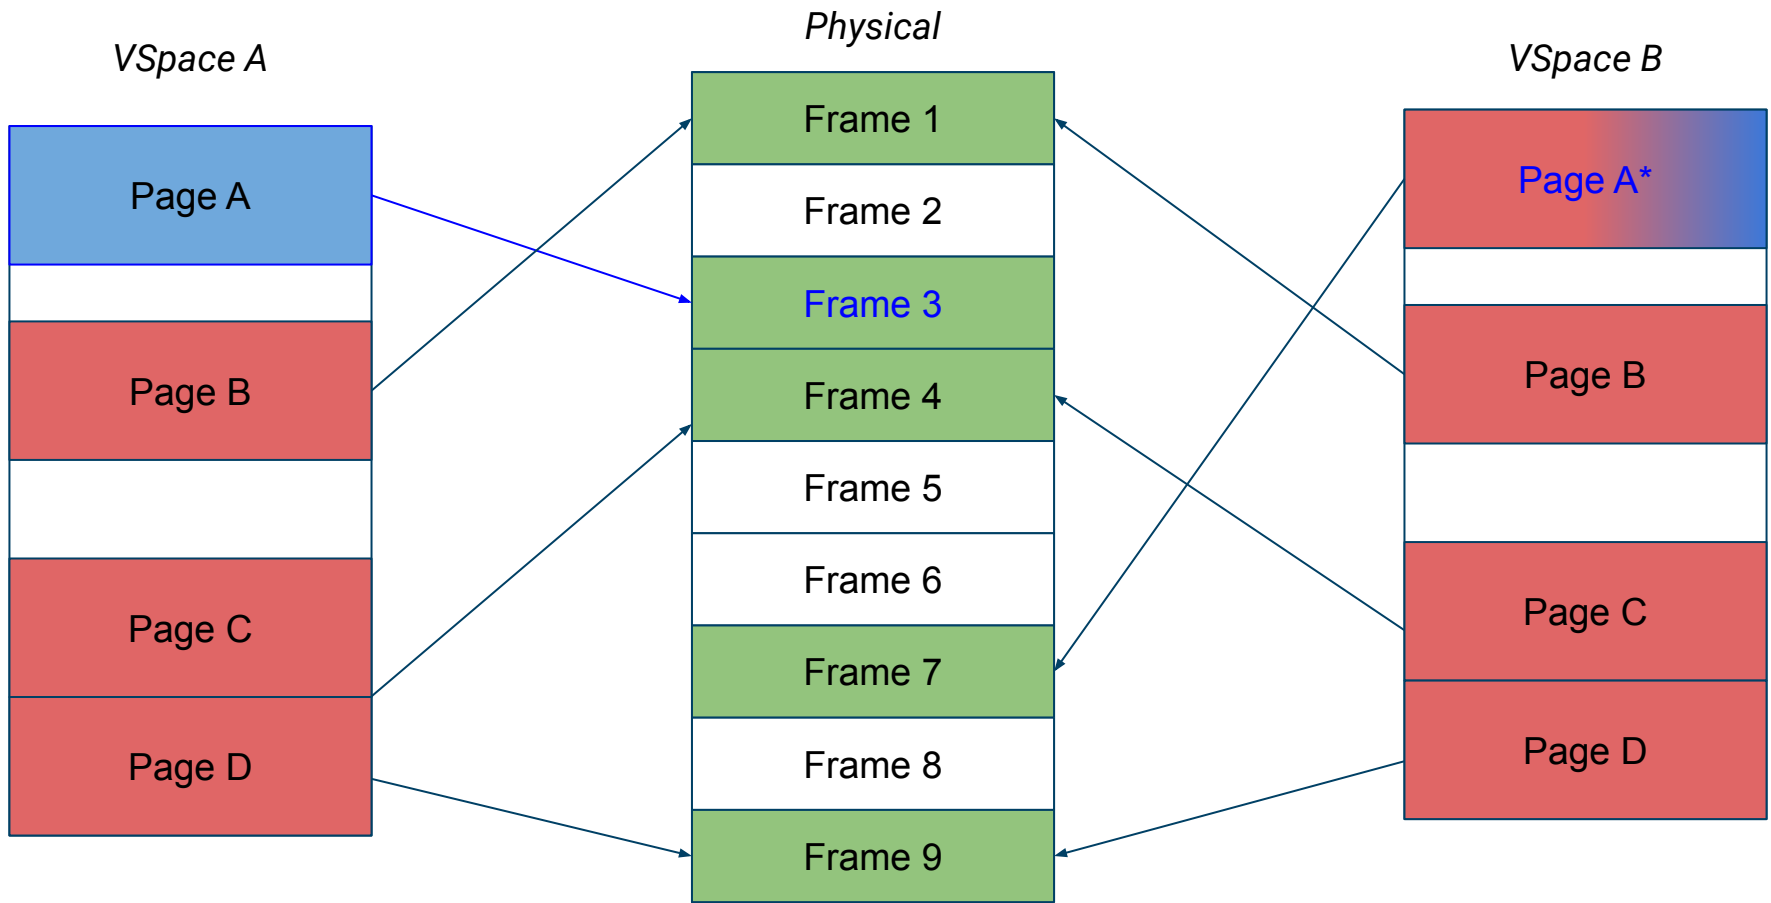 VSpace A
Page A
Page B
Page C
Page D
Physical
Frame 1
Frame 2
Frame 3
Frame 4
Frame 5
Frame 6
Frame 7
Frame 8
Frame 9
VSpace B
Page A*
Page B
Page C
Page D